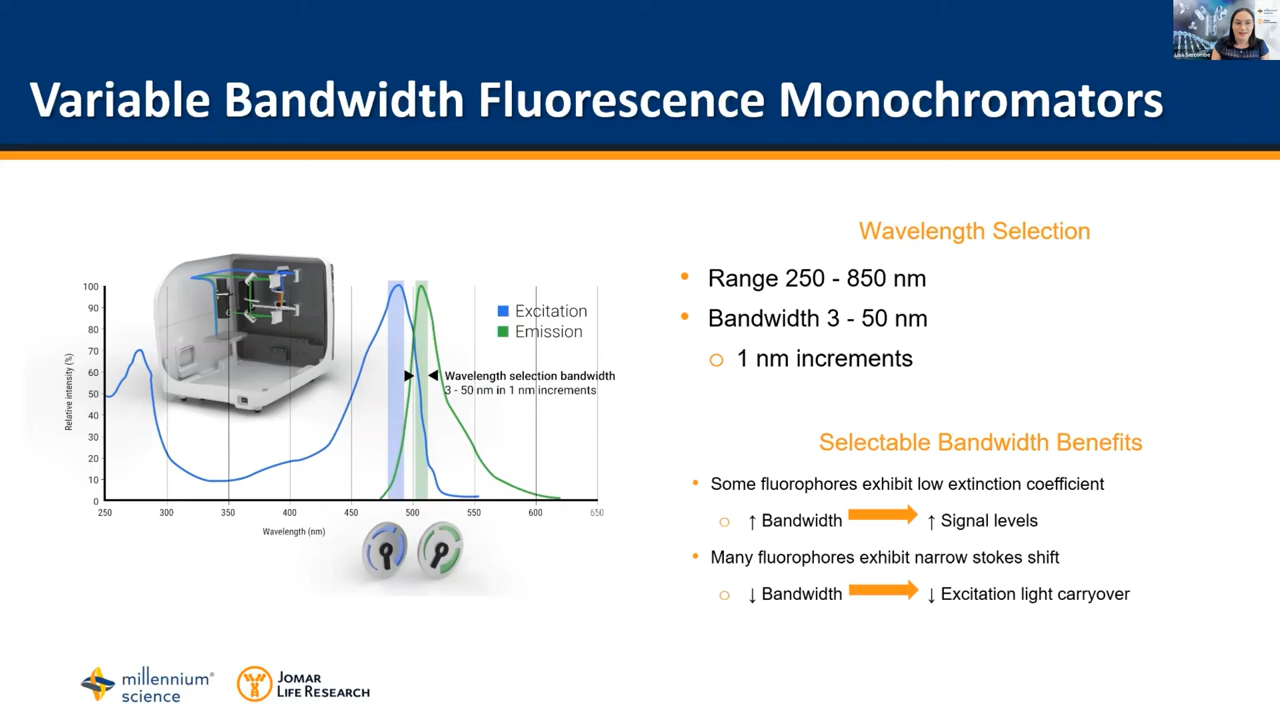 millennium
science
Lisa Sercombe
Variable Bandwidth Fluorescence Monochromators
Relative intensity (%)
100
90
80
70
60
50
40
30
20
10
0
250
300
350
400
450
500
550
600
650
Wavelength (nm)
Excitation
Emission
Wavelength selection bandwidth
3 - 50 nm in 1 nm increments
Wavelength Selection
• Range 250 - 850 nm
• Bandwidth 3 - 50 nm
o 1 nm increments
Selectable Bandwidth Benefits
• Some fluorophores exhibit low extinction coefficient
o ↑ Bandwidth ↑ Signal levels
• Many fluorophores exhibit narrow stokes shift
o ↓ Bandwidth ↓ Excitation light carryover
millennium®
science
JOMAR
LIFE RESEARCH